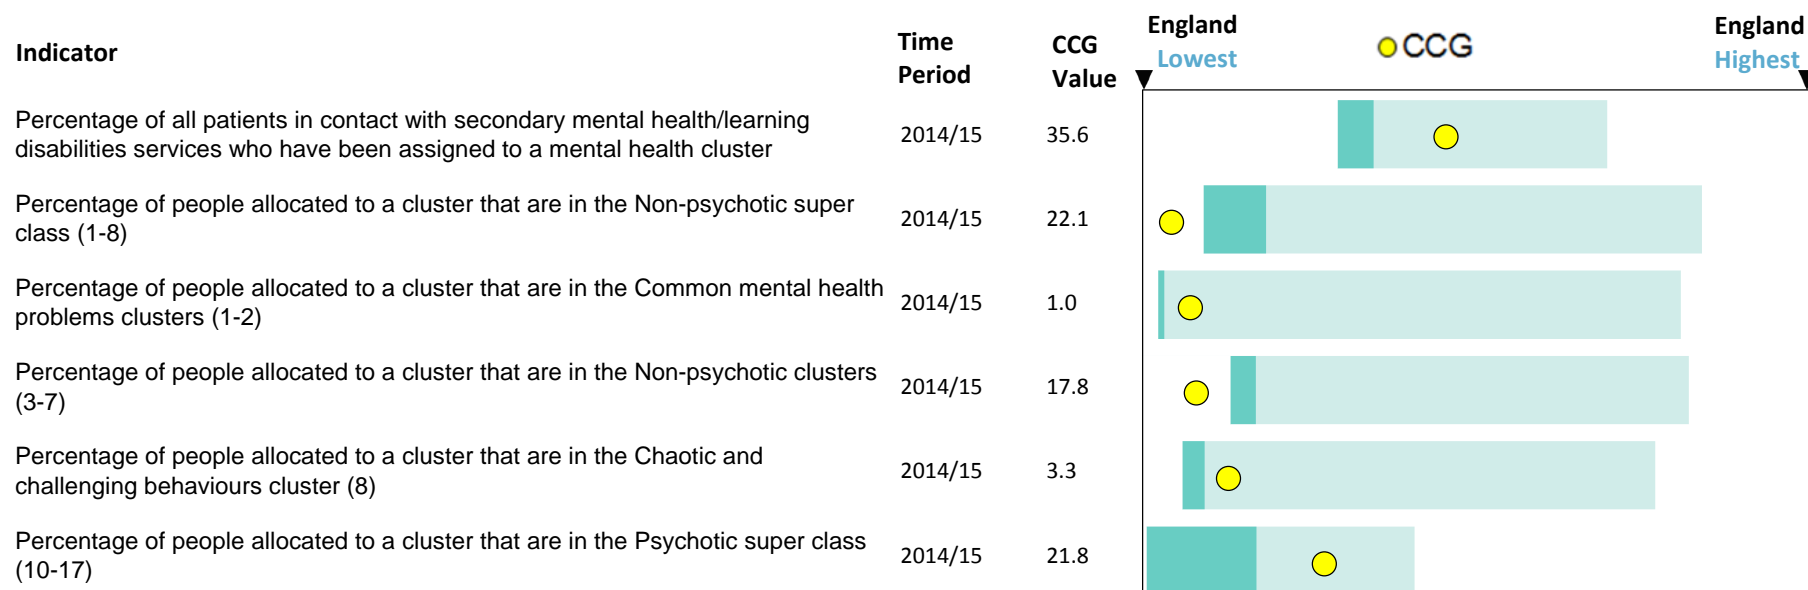 Indicator
Time Period
CCG Value
England Lowest
CCG
England Highest
Percentage of all patients in contact with secondary mental health/learning
disabilities services who have been assigned to a mental health cluster
2014/15
35.6
Percentage of people allocated to a cluster that are in the Non-psychotic super
class (1-8)
2014/15
22.1
Percentage of people allocated to a cluster that are in the Common mental health
problems clusters (1-2)
2014/15
1.0
Percentage of people allocated to a cluster that are in the Non-psychotic clusters
(3-7)
2014/15
17.8
Percentage of people allocated to a cluster that are in the Chaotic and
challenging behaviours cluster (8)
2014/15
3.3
Percentage of people allocated to a cluster that are in the Psychotic super class
(10-17)
2014/15
21.8